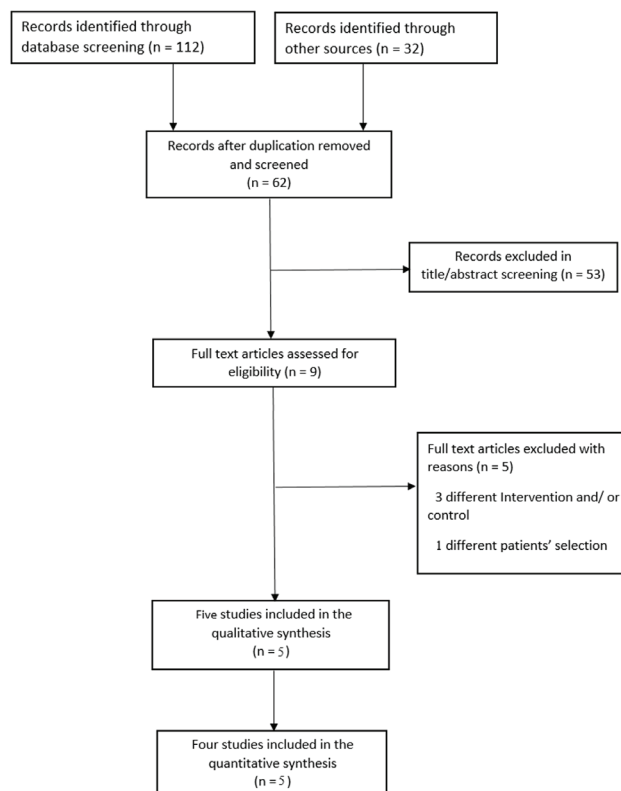 Records identified through
database screening (n = 112)
Records identified through
other sources (n = 32)
Records after duplication removed
and screened
(n = 62)
Records excluded in
title/abstract screening (n = 53)
Full text articles assessed for
eligibility (n = 9)
Full text articles excluded with
reasons (n = 5)
3 different Intervention and/ or
control
1 different patients' selection
Five studies included in the
qualitative synthesis
(n = 5)
Four studies included in the
quantitative synthesis
(n = 5)